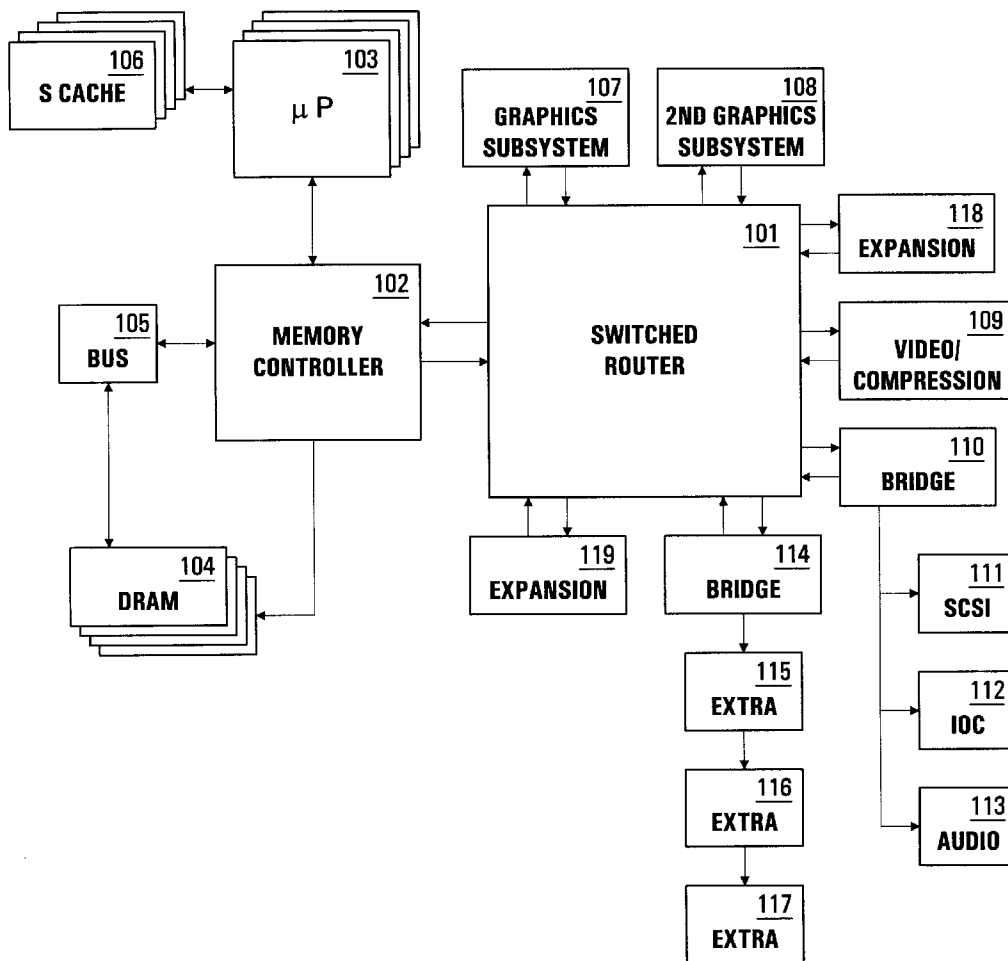 106
S CACHE
103
μ P
107
GRAPHICS
SUBSYSTEM
108
2ND GRAPHICS
SUBSYSTEM
101
SWITCHED
ROUTER
118
EXPANSION
102
MEMORY
CONTROLLER
105
BUS
109
VIDEO/
COMPRESSION
110
BRIDGE
104
DRAM
119
EXPANSION
114
BRIDGE
111
SCSI
115
EXTRA
112
IOC
116
EXTRA
113
AUDIO
117
EXTRA